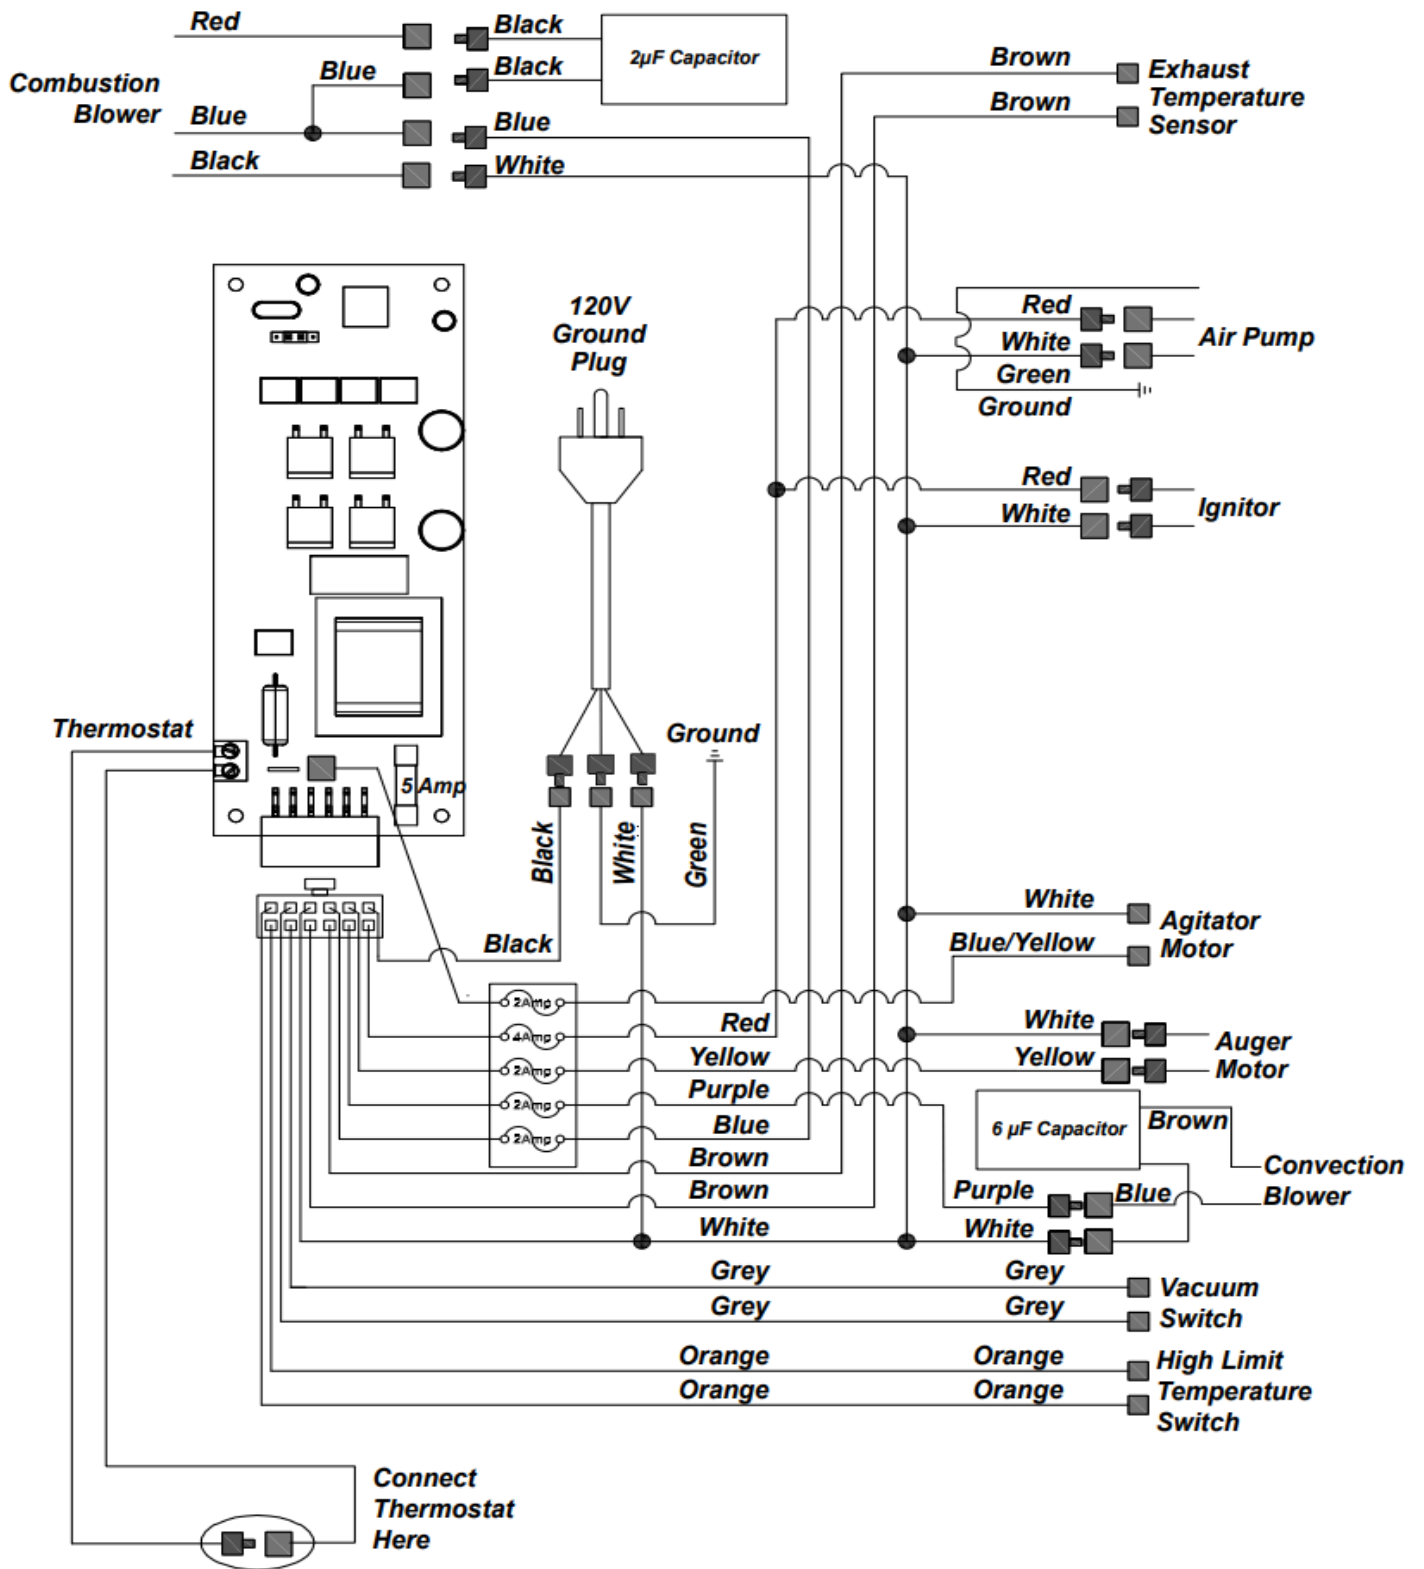 Red
Black
2µF Capacitor
Blue
Black
Combustion
Blower
Blue
Blue
Black
White
Brown
Exhaust
Temperature
Sensor
Brown
120V
Ground
Plug
Red
White
Air Pump
Green
Ground
Red
White
Ignitor
Thermostat
5 Amp
Ground
Black
White
Green
Black
White
Agitator
Motor
Blue/Yellow
2Amp
4Amp
2Amp
2Amp
2Amp
Red
Yellow
Purple
Blue
Brown
Brown
White
White
Yellow
Auger
Motor
6 µF Capacitor
Brown
Convection
Blower
Purple
Blue
White
Grey
Grey
Vacuum
Switch
Grey
Grey
Orange
Orange
High Limit
Temperature
Switch
Orange
Orange
Connect
Thermostat
Here